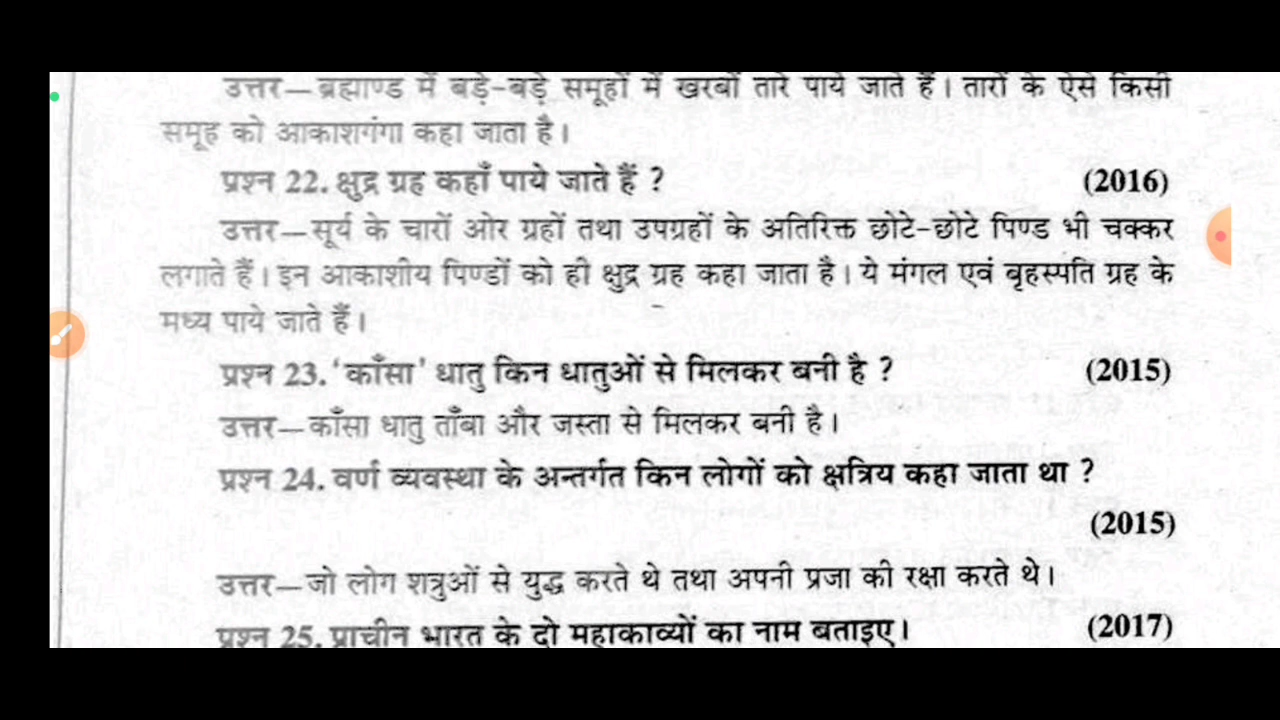 उत्तर—ब्रह्माण्ड में बड़े-बड़े समूहों में खरबों तारे पाये जाते हैं। तारों के ऐसे किसी
समूह को आकाशगंगा कहा जाता है।
प्रश्न 22. क्षुद्र ग्रह कहाँ पाये जाते हैं ? (2016)
उत्तर—सूर्य के चारों ओर ग्रहों तथा उपग्रहों के अतिरिक्त छोटे-छोटे पिण्ड भी चक्कर
लगाते हैं। इन आकाशीय पिण्डों को ही क्षुद्र ग्रह कहा जाता है। ये मंगल एवं बृहस्पति ग्रह के
मध्य पाये जाते हैं।
प्रश्न 23. 'काँसा' धातु किन धातुओं से मिलकर बनी है ? (2015)
उत्तर—काँसा धातु ताँबा और जस्ता से मिलकर बनी है।
प्रश्न 24. वर्ण व्यवस्था के अन्तर्गत किन लोगों को क्षत्रिय कहा जाता था ?
(2015)
उत्तर—जो लोग शत्रुओं से युद्ध करते थे तथा अपनी प्रजा की रक्षा करते थे।
प्रश्न 25. प्राचीन भारत के दो महाकाव्यों का नाम बताइए। (2017)